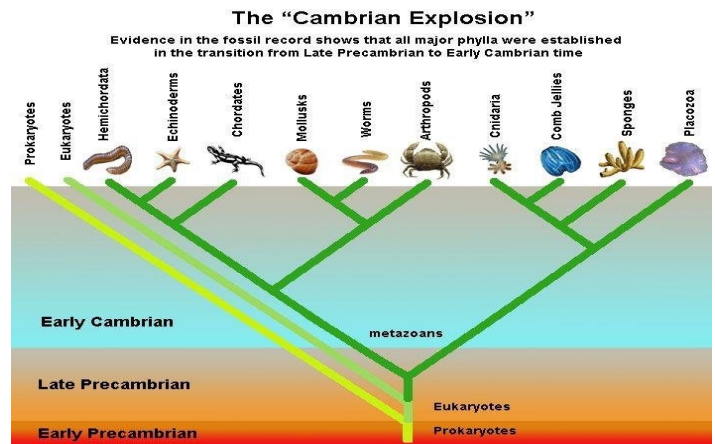 The “Cambrian Explosion”
Evidence in the fossil record shows that all major phyla were established
in the transition from Late Precambrian to Early Cambrian time
Prokaryotes
Eukaryotes
Hemichordata
Echinoderms
Chordates
Mollusks
Worms
Arthropods
Cnidaria
Comb Jellies
Sponges
Placozoa
Early Cambrian
metazoans
Late Precambrian
Eukaryotes
Early Precambrian
Prokaryotes